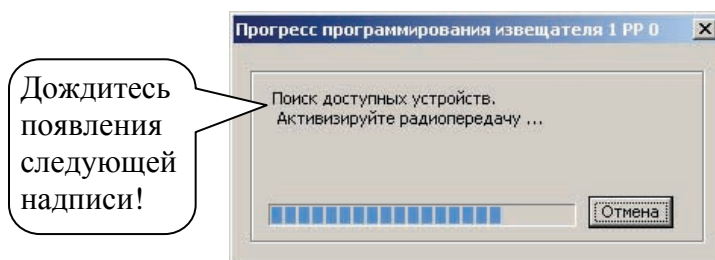 Прогресс программирования извещателя 1 РР 0
Дождитесь
появления
следующей
надписи!
Поиск доступных устройств.
Активизируйте радиопередачу ...
Отмена